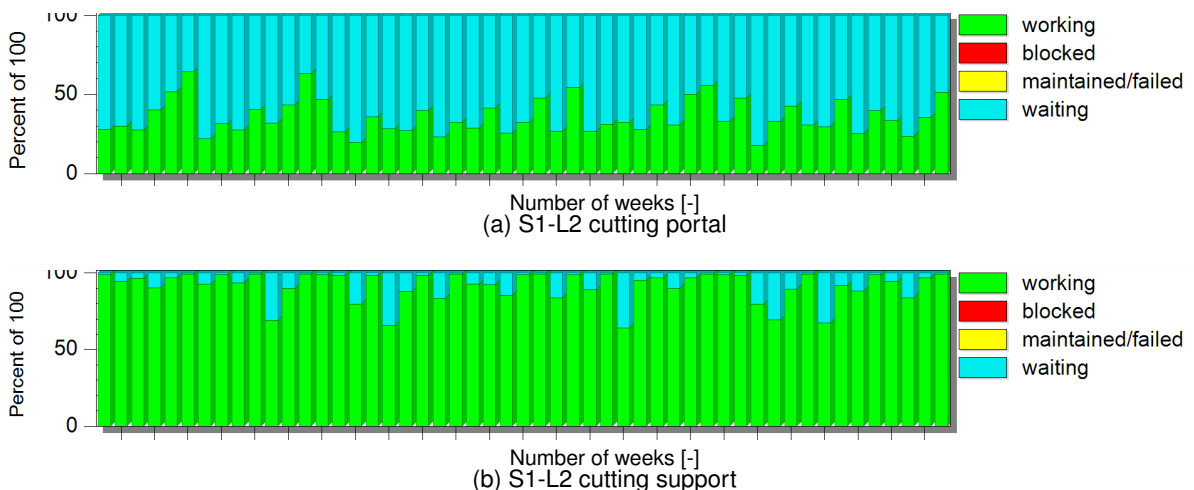 Percent of 100
100
50
0
working
blocked
maintained/failed
waiting
Number of weeks [-]
(a) S1-L2 cutting portal
Percent of 100
100
50
0
working
blocked
maintained/failed
waiting
Number of weeks [-]
(b) S1-L2 cutting support